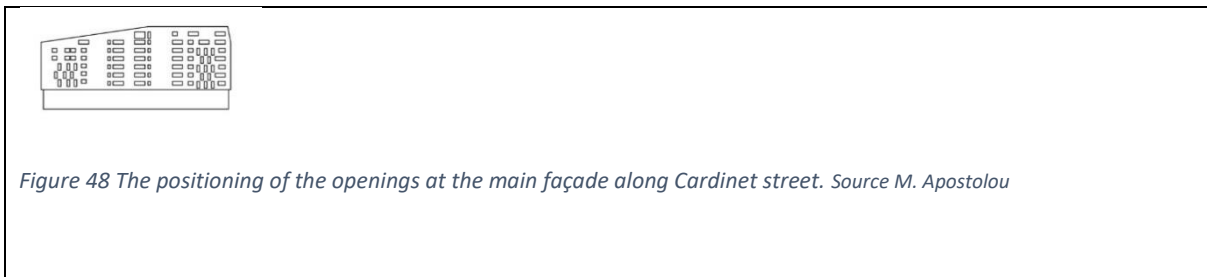 Figure 48 The positioning of the openings at the main façade along Cardinet street. Source M. Apostolou